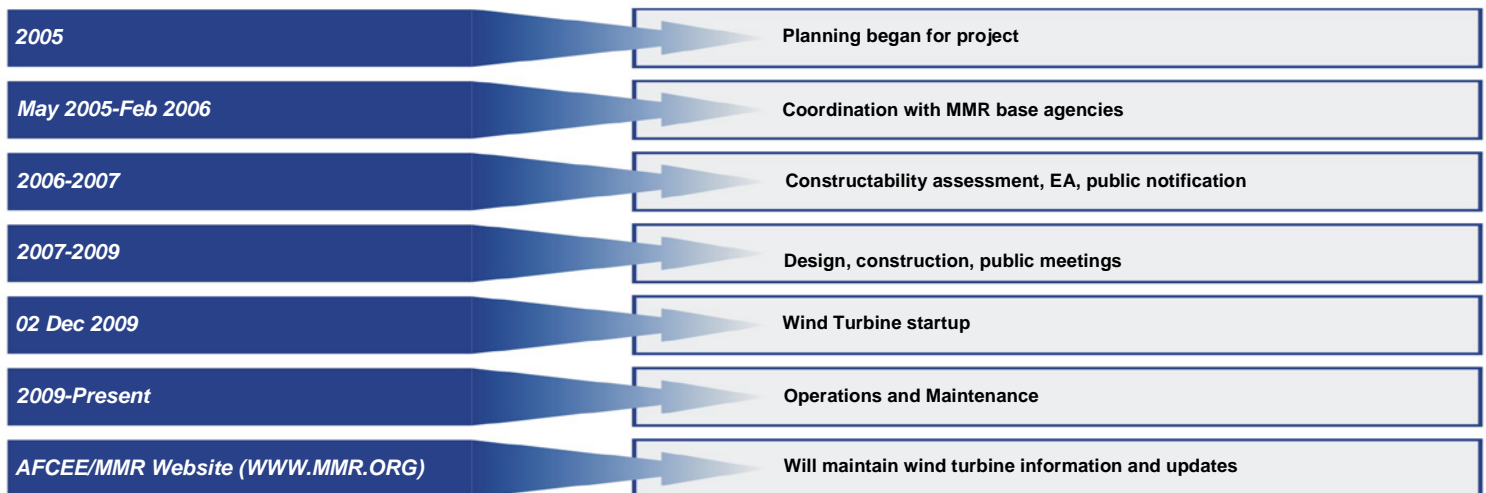 2005
Planning began for project
May 2005-Feb 2006
Coordination with MMR base agencies
2006-2007
Constructability assessment, EA, public notification
2007-2009
Design, construction, public meetings
02 Dec 2009
Wind Turbine startup
2009-Present
Operations and Maintenance
AFCEE/MMR Website (WWW.MMR.ORG)
Will maintain wind turbine information and updates